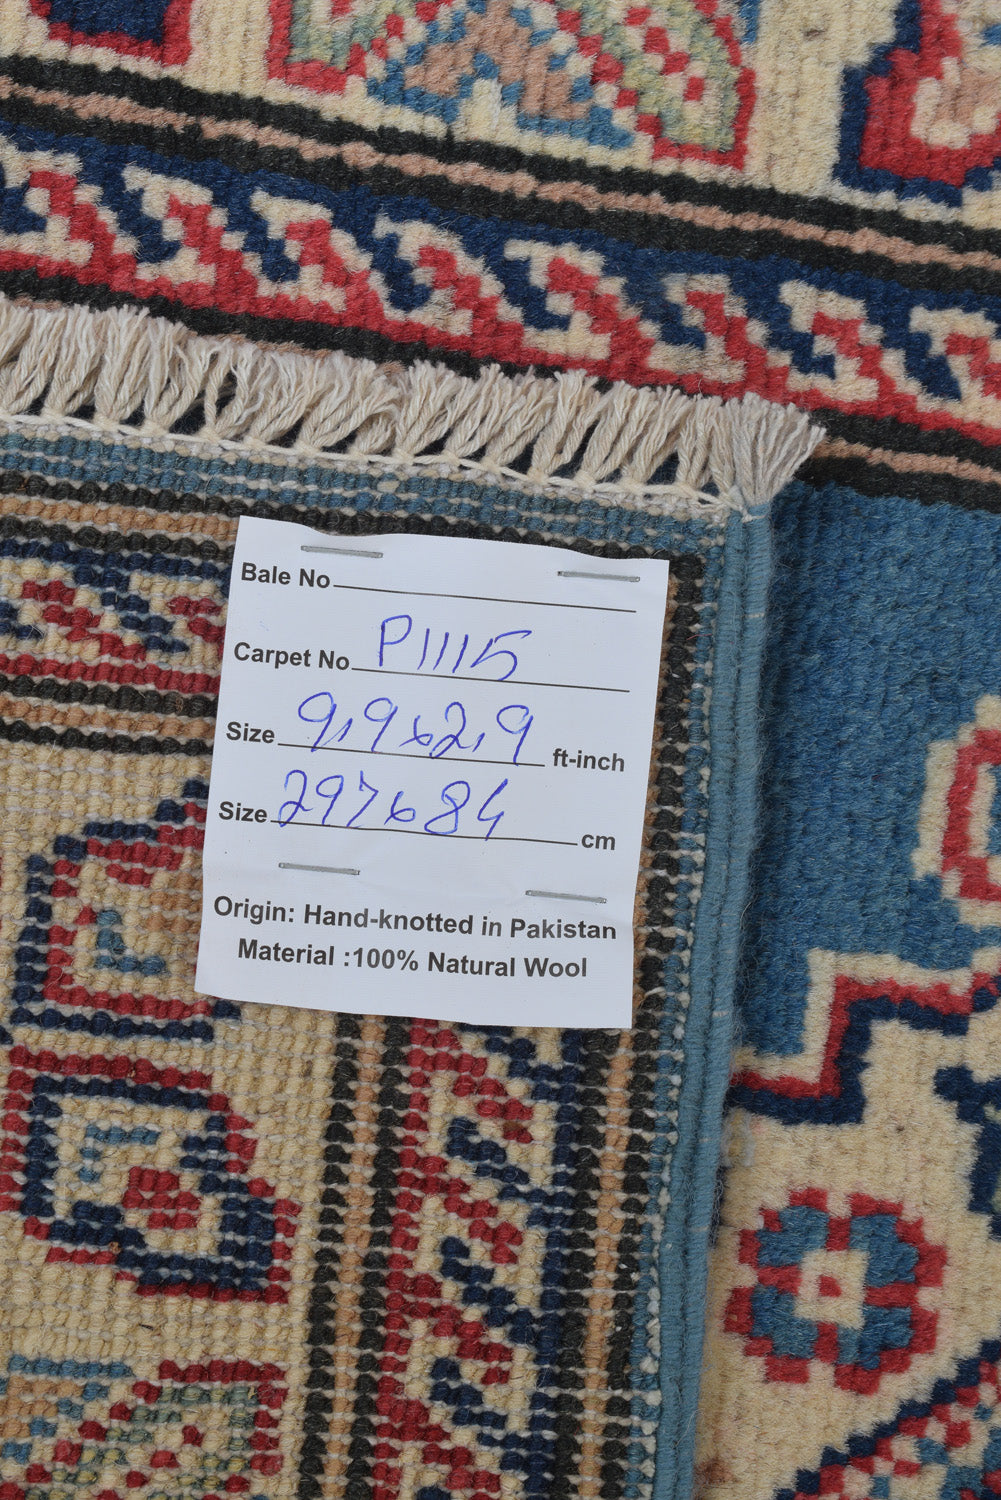 Bale No
Carpet No P1115
Size 9,9x2,9 ft-inch
Size 297x84 cm
Origin: Hand-knotted in Pakistan
Material :100% Natural Wool